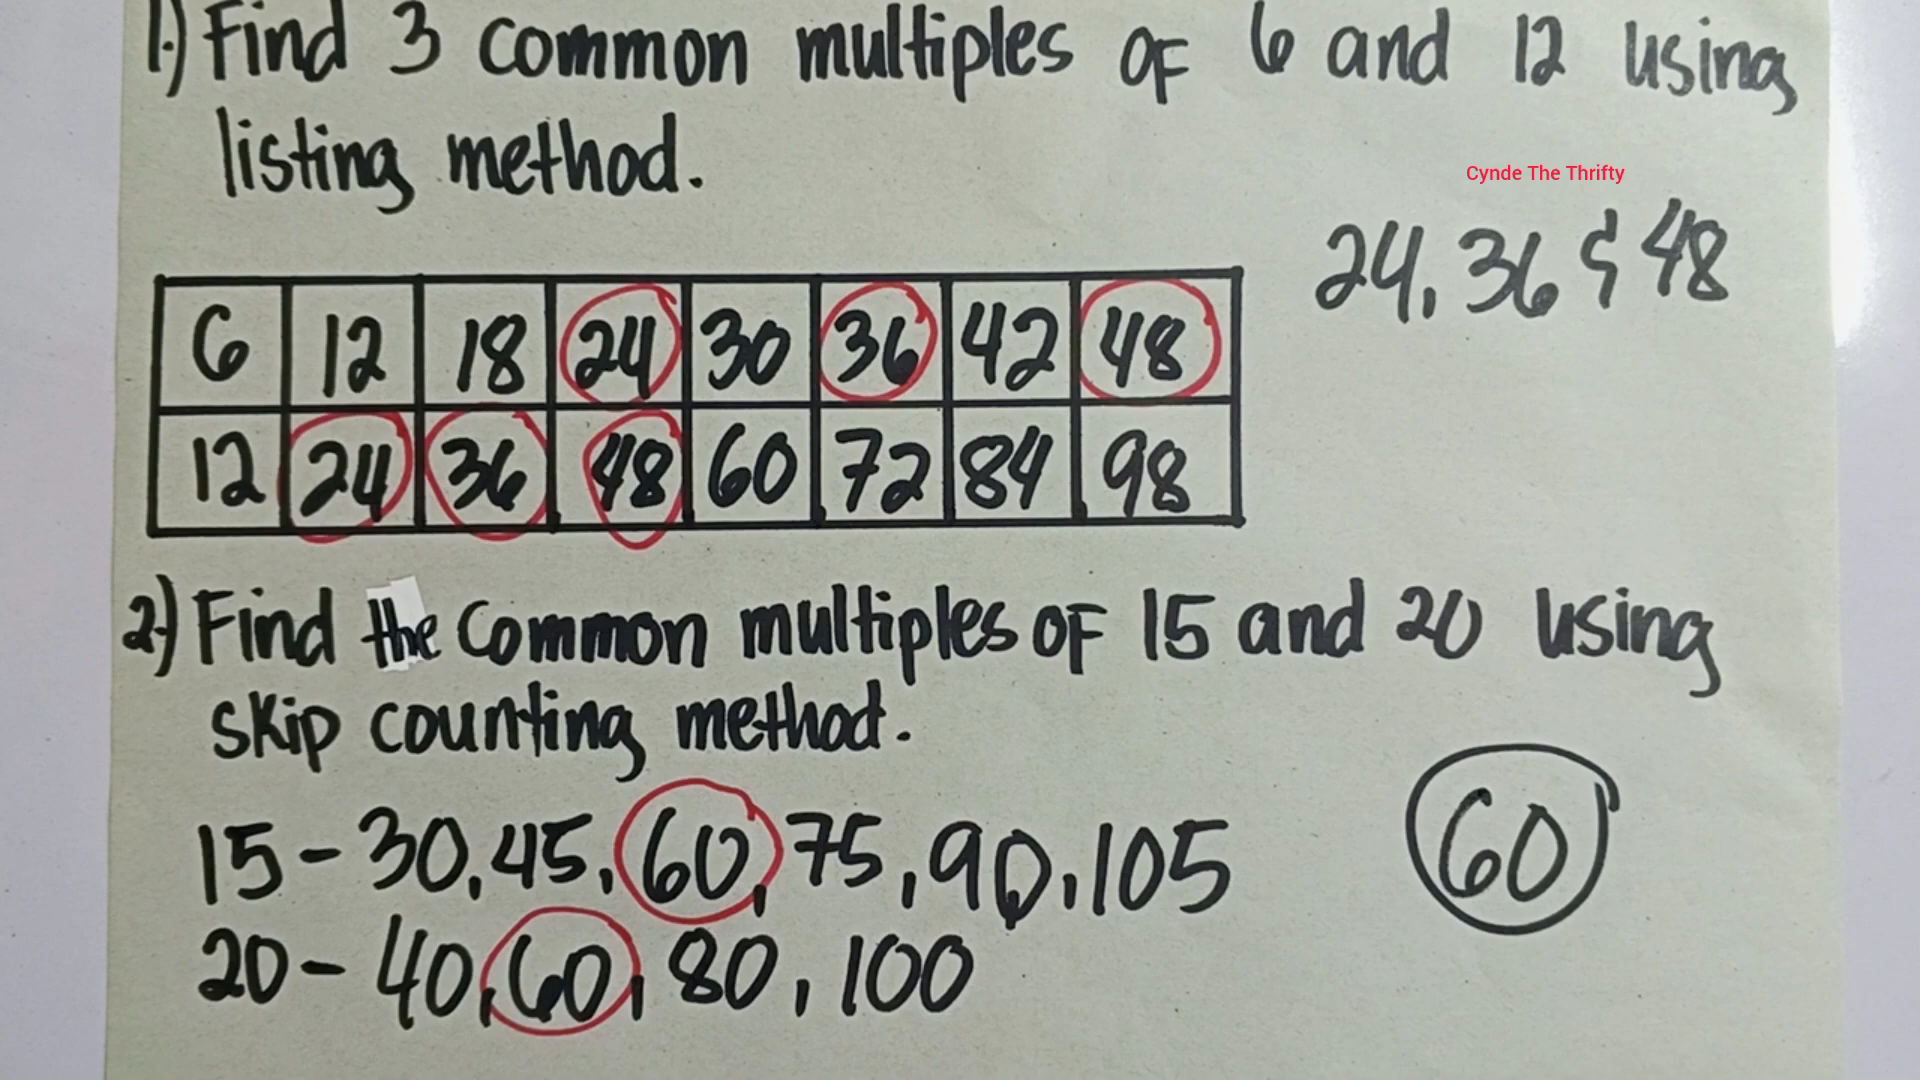 1.) Find 3 common multiples of 6 and 12 using
listing method.
Cynde The Thrifty
24, 36 & 48
6 12 18 24 30 36 42 48
12 24 36 48 60 72 84 98
2.) Find the common multiples of 15 and 20 using
skip counting method.
15 - 30, 45, 60, 75, 90, 105
60
20 - 40, 60, 80, 100